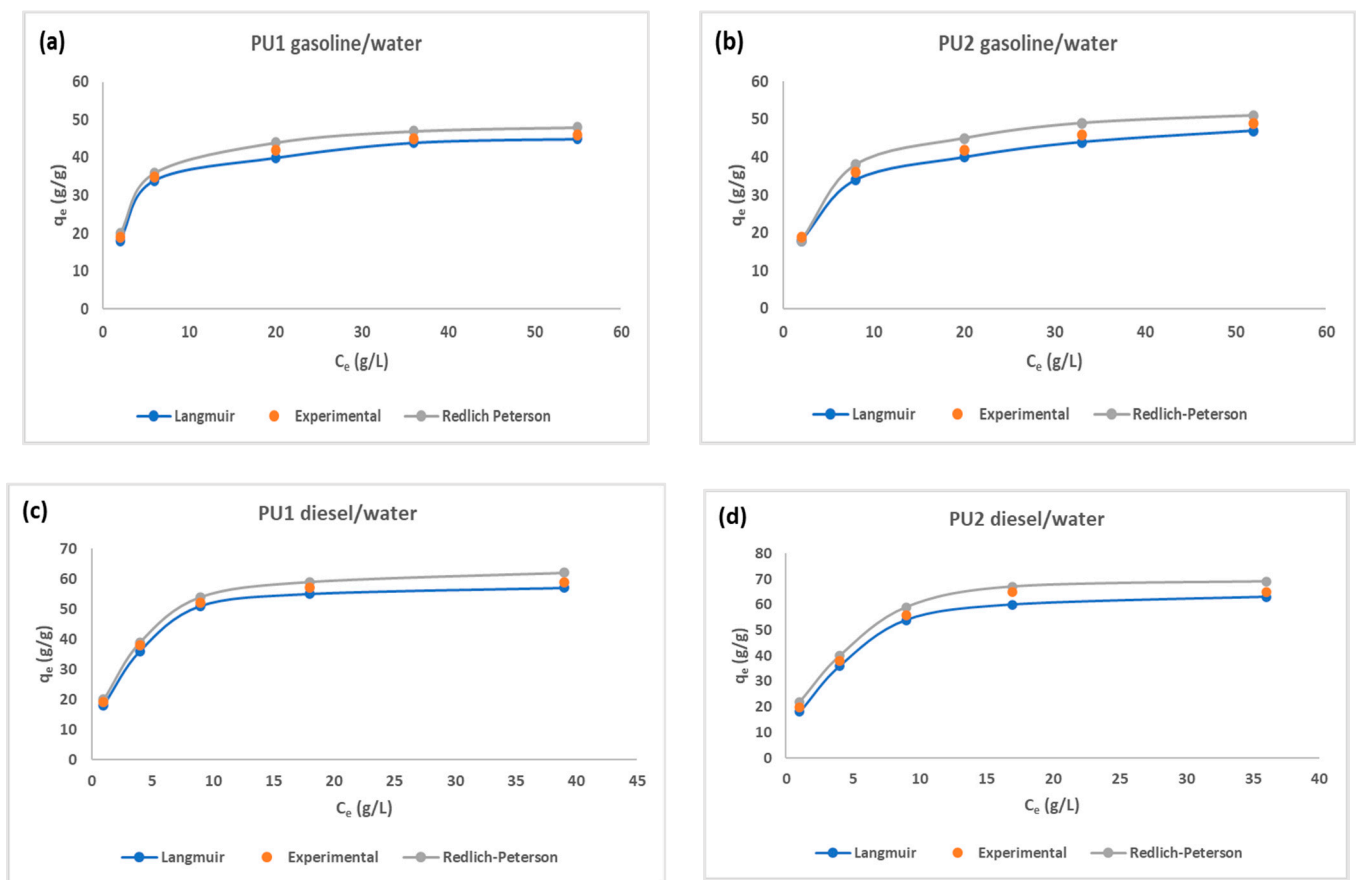 (a)
PU1 gasoline/water
60
50
40
30
20
10
0
qₑ (g/g)
0 10 20 30 40 50 60
Cₑ (g/L)
Langmuir Experimental Redlich Peterson
(b)
PU2 gasoline/water
60
50
40
30
20
10
0
qₑ (g/g)
0 10 20 30 40 50 60
Cₑ (g/L)
Langmuir Experimental Redlich-Peterson
(c)
PU1 diesel/water
70
60
50
40
30
20
10
0
qₑ (g/g)
0 5 10 15 20 25 30 35 40 45
Cₑ (g/L)
Langmuir Experimental Redlich-Peterson
(d)
PU2 diesel/water
80
70
60
50
40
30
20
10
0
qₑ (g/g)
0 5 10 15 20 25 30 35 40
Cₑ (g/L)
Langmuir Experimental Redlich-Peterson